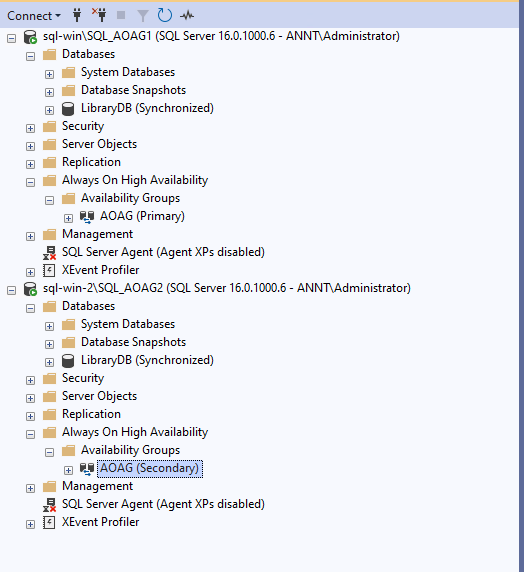 Connect
sql-win\SQL_AOAG1 (SQL Server 16.0.1000.6 - ANNT\Administrator)
Databases
System Databases
Database Snapshots
LibraryDB (Synchronized)
Security
Server Objects
Replication
Always On High Availability
Availability Groups
AOAG (Primary)
Management
SQL Server Agent (Agent XPs disabled)
XEvent Profiler
sql-win-2\SQL_AOAG2 (SQL Server 16.0.1000.6 - ANNT\Administrator)
Databases
System Databases
Database Snapshots
LibraryDB (Synchronized)
Security
Server Objects
Replication
Always On High Availability
Availability Groups
AOAG (Secondary)
Management
SQL Server Agent (Agent XPs disabled)
XEvent Profiler